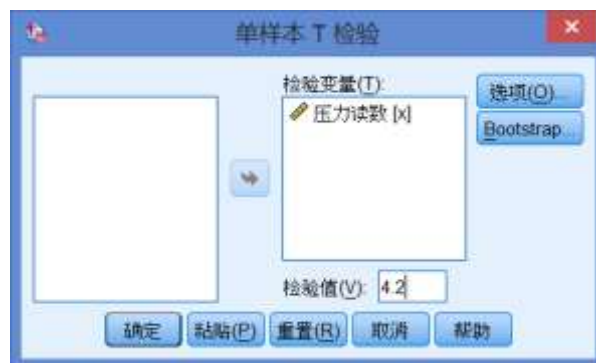 单样本 T 检验
检验变量(T):
压力读数 [x]
选项(O)...
Bootstrap...
检验值(V): 4.2
确定 粘贴(P) 重置(R) 取消 帮助